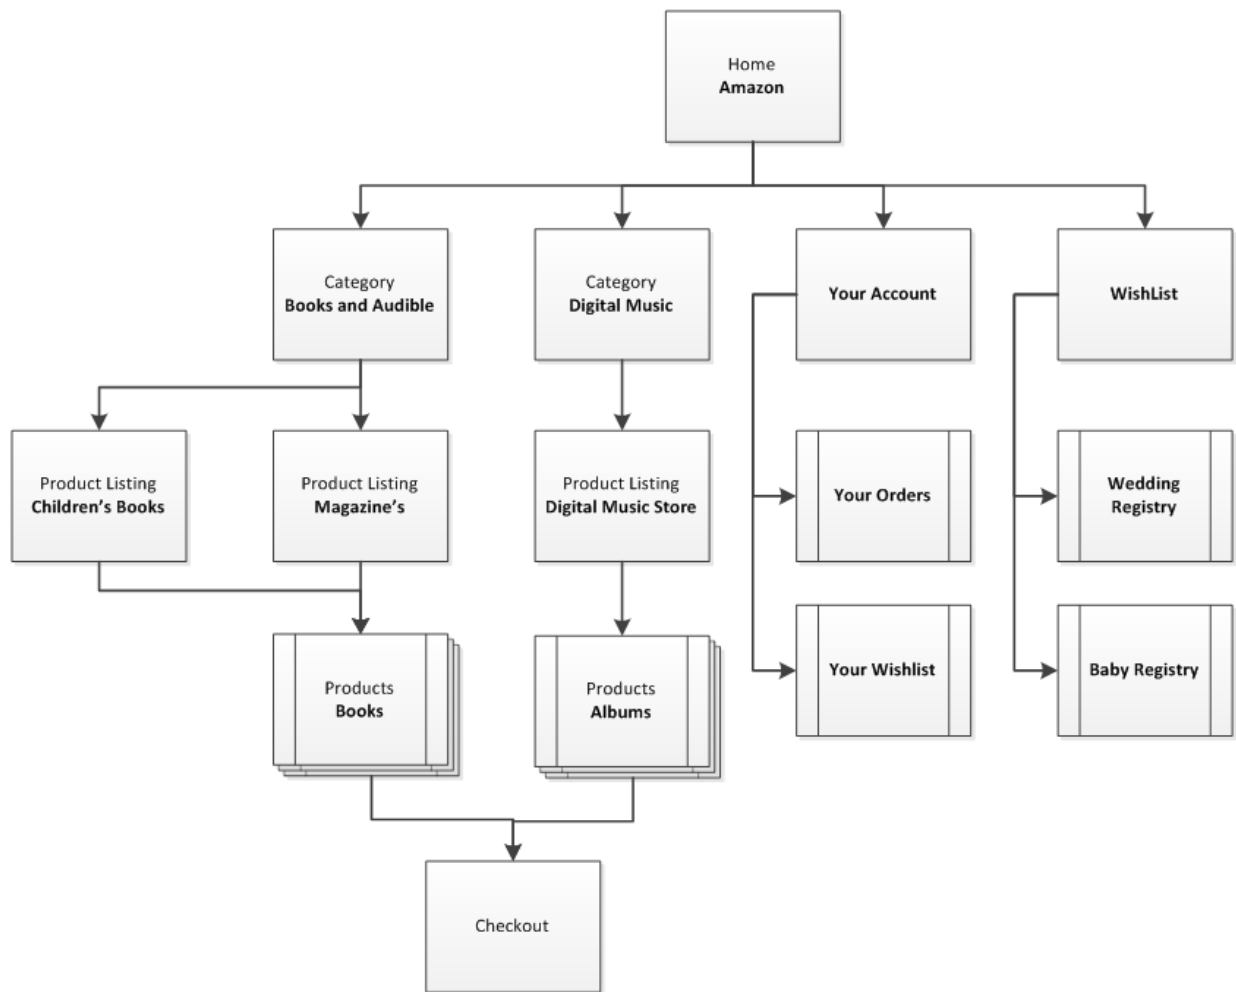 Home
Amazon
Category
Books and Audible
Category
Digital Music
Your Account
WishList
Product Listing
Children’s Books
Product Listing
Magazine’s
Product Listing
Digital Music Store
Your Orders
Wedding
Registry
Products
Books
Products
Albums
Your Wishlist
Baby Registry
Checkout